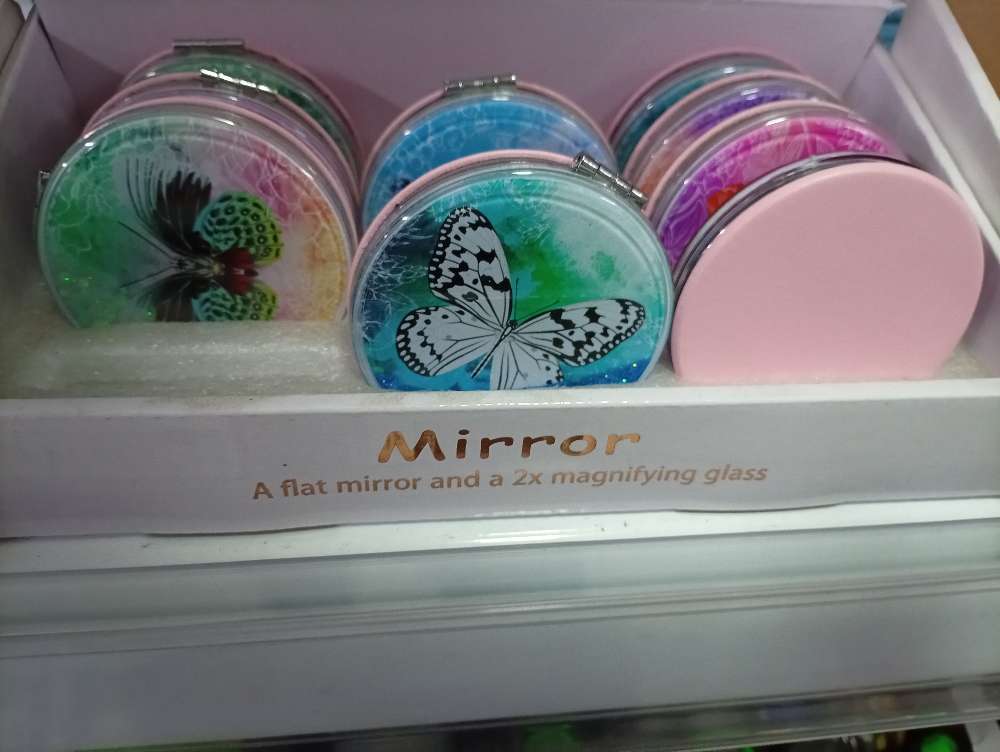 Mirror
A flat mirror and a 2x magnifying glass